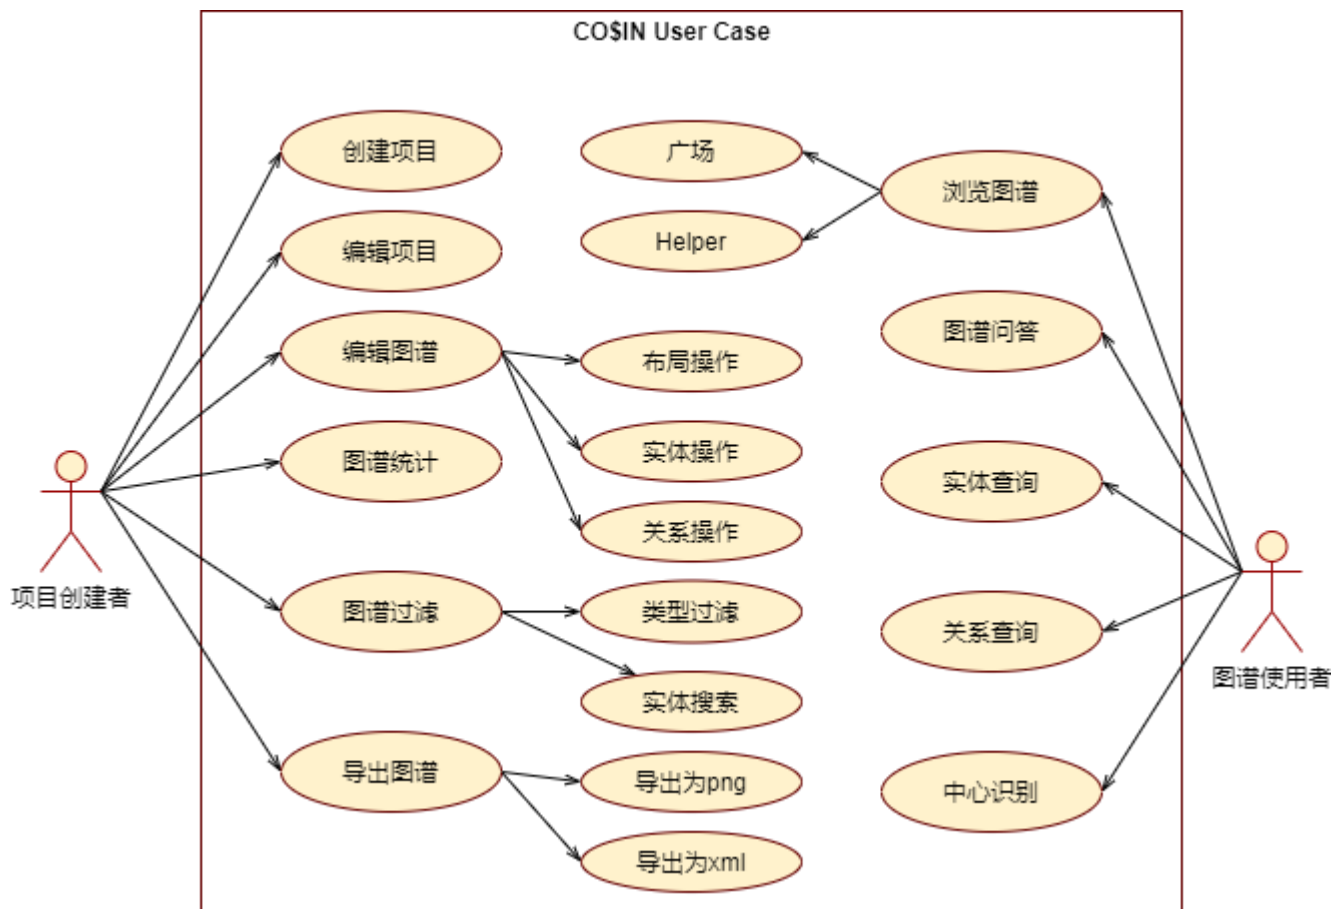 CO$IN User Case
创建项目
广场
浏览图谱
编辑项目
Helper
编辑图谱
布局操作
图谱问答
图谱统计
实体操作
实体查询
关系操作
项目创建者
图谱过滤
类型过滤
关系查询
图谱使用者
实体搜索
导出图谱
导出为png
中心识别
导出为xml